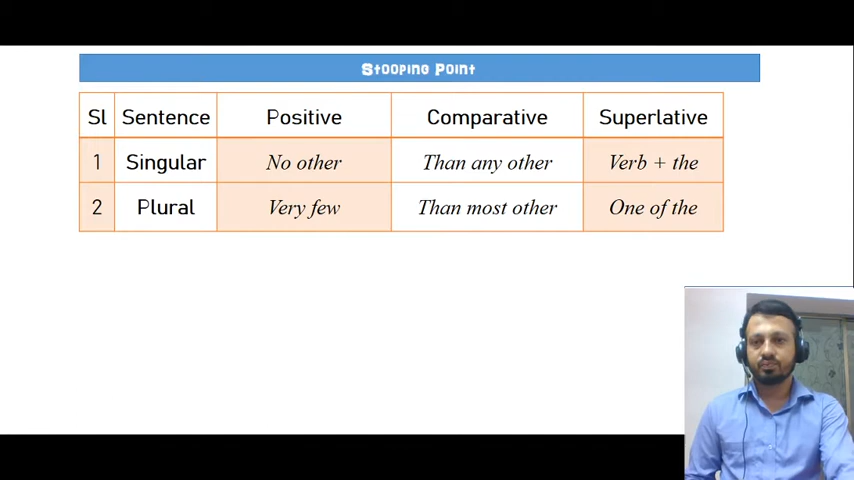 Stooping Point
Sl Sentence Positive Comparative Superlative
1 Singular No other Than any other Verb + the
2 Plural Very few Than most other One of the